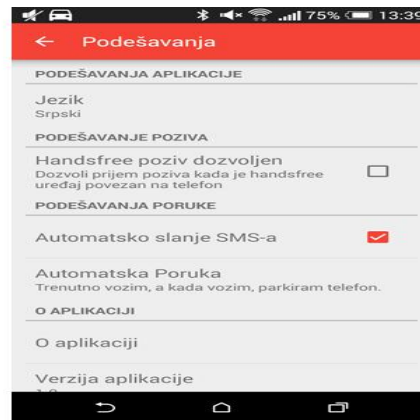 75% 13:39
Podešavanja
PODEŠAVANJA APLIKACIJE
Jezik
Srpski
PODEŠAVANJE POZIVA
Handsfree poziv dozvoljen
Dozvoli prijem poziva kada je handsfree
uređaj povezan na telefon
PODEŠAVANJA PORUKE
Automatsko slanje SMS-a
Automatska Poruka
Trenutno vozim, a kada vozim, parkiram telefon.
O APLIKACIJI
O aplikaciji
Verzija aplikacije